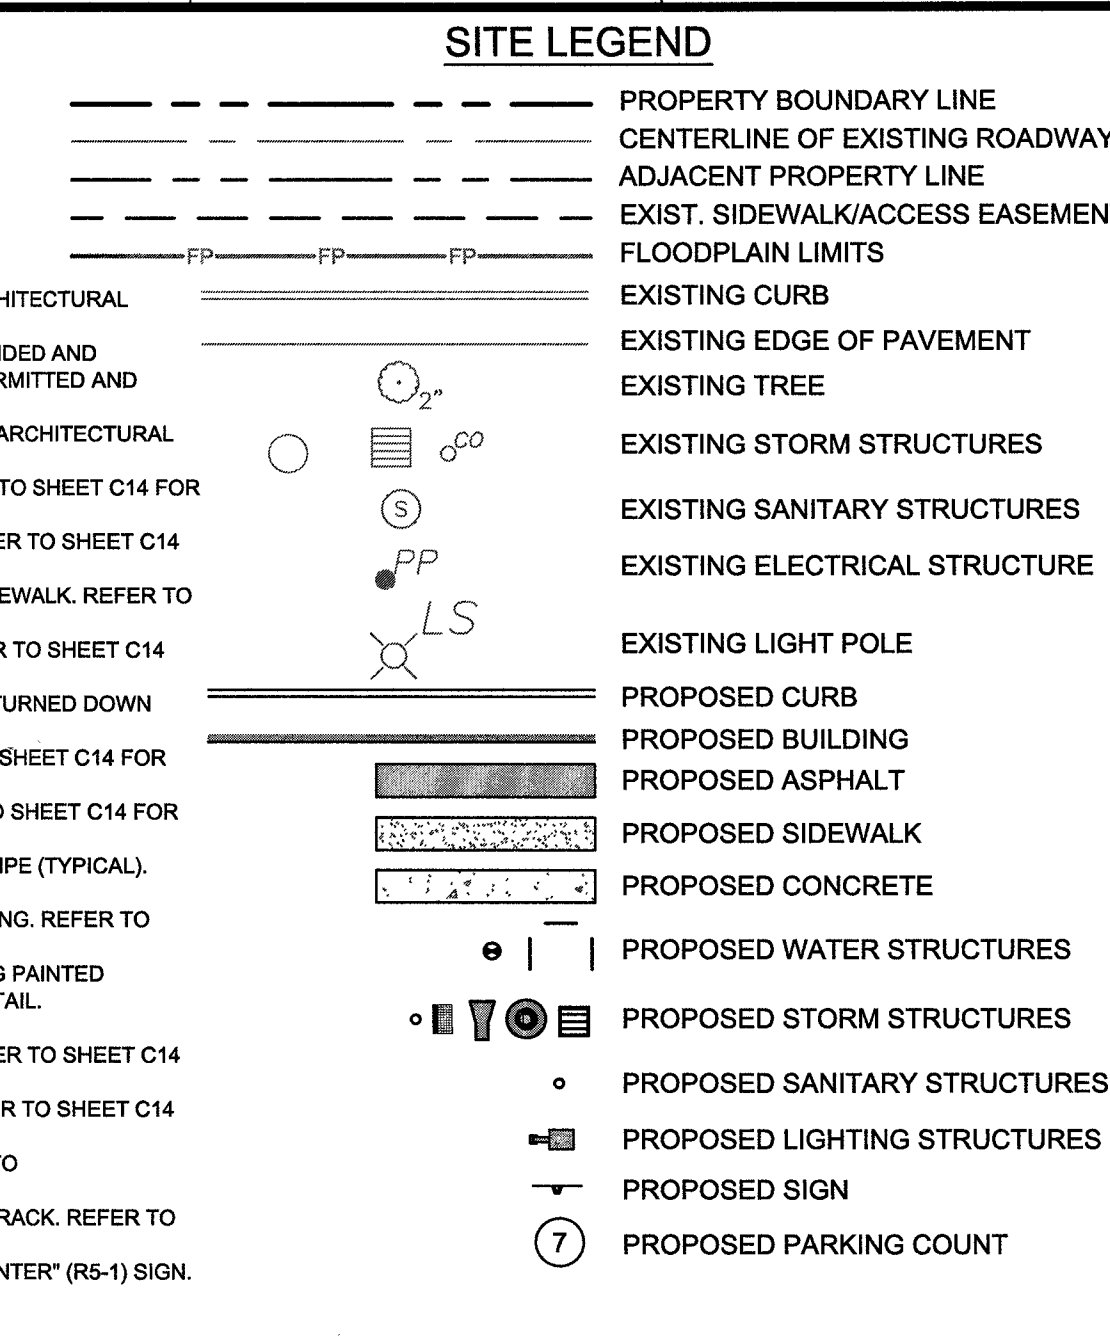 SITE LEGEND
PROPERTY BOUNDARY LINE
CENTERLINE OF EXISTING ROADWAY
ADJACENT PROPERTY LINE
EXIST. SIDEWALK/ACCESS EASEMEN
FP FP FP FLOODPLAIN LIMITS
EXISTING CURB
EXISTING EDGE OF PAVEMENT
2" EXISTING TREE
CO EXISTING STORM STRUCTURES
S EXISTING SANITARY STRUCTURES
PP EXISTING ELECTRICAL STRUCTURE
LS
EXISTING LIGHT POLE
PROPOSED CURB
PROPOSED BUILDING
PROPOSED ASPHALT
PROPOSED SIDEWALK
PROPOSED CONCRETE
PROPOSED WATER STRUCTURES
PROPOSED STORM STRUCTURES
PROPOSED SANITARY STRUCTURES
PROPOSED LIGHTING STRUCTURES
PROPOSED SIGN
7 PROPOSED PARKING COUNT
HITECTURAL
IDED AND
RMITTED AND
ARCHITECTURAL
TO SHEET C14 FOR
ER TO SHEET C14
EWALK. REFER TO
R TO SHEET C14
TURNED DOWN
SHEET C14 FOR
O SHEET C14 FOR
IPE (TYPICAL).
NG. REFER TO
G PAINTED
TAIL.
ER TO SHEET C14
R TO SHEET C14
TO
RACK. REFER TO
NTER" (R5-1) SIGN.